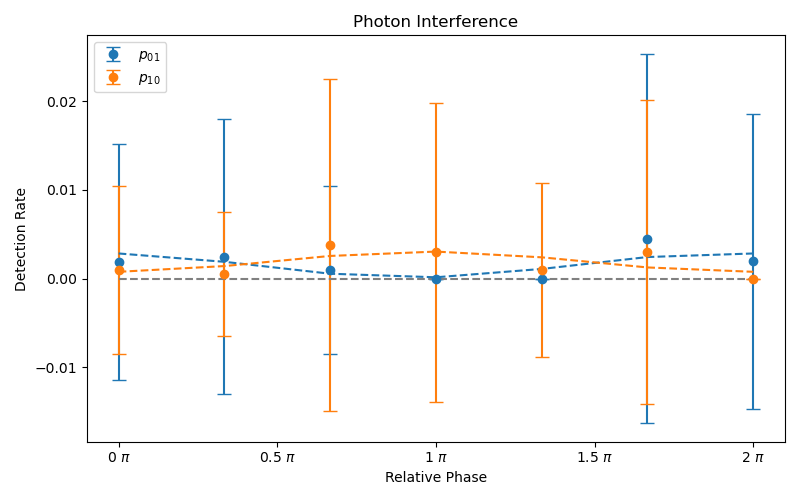 Photon Interference
p01
p10
0.02
0.01
0.00
−0.01
Detection Rate
0 π
0.5 π
1 π
1.5 π
2 π
Relative Phase